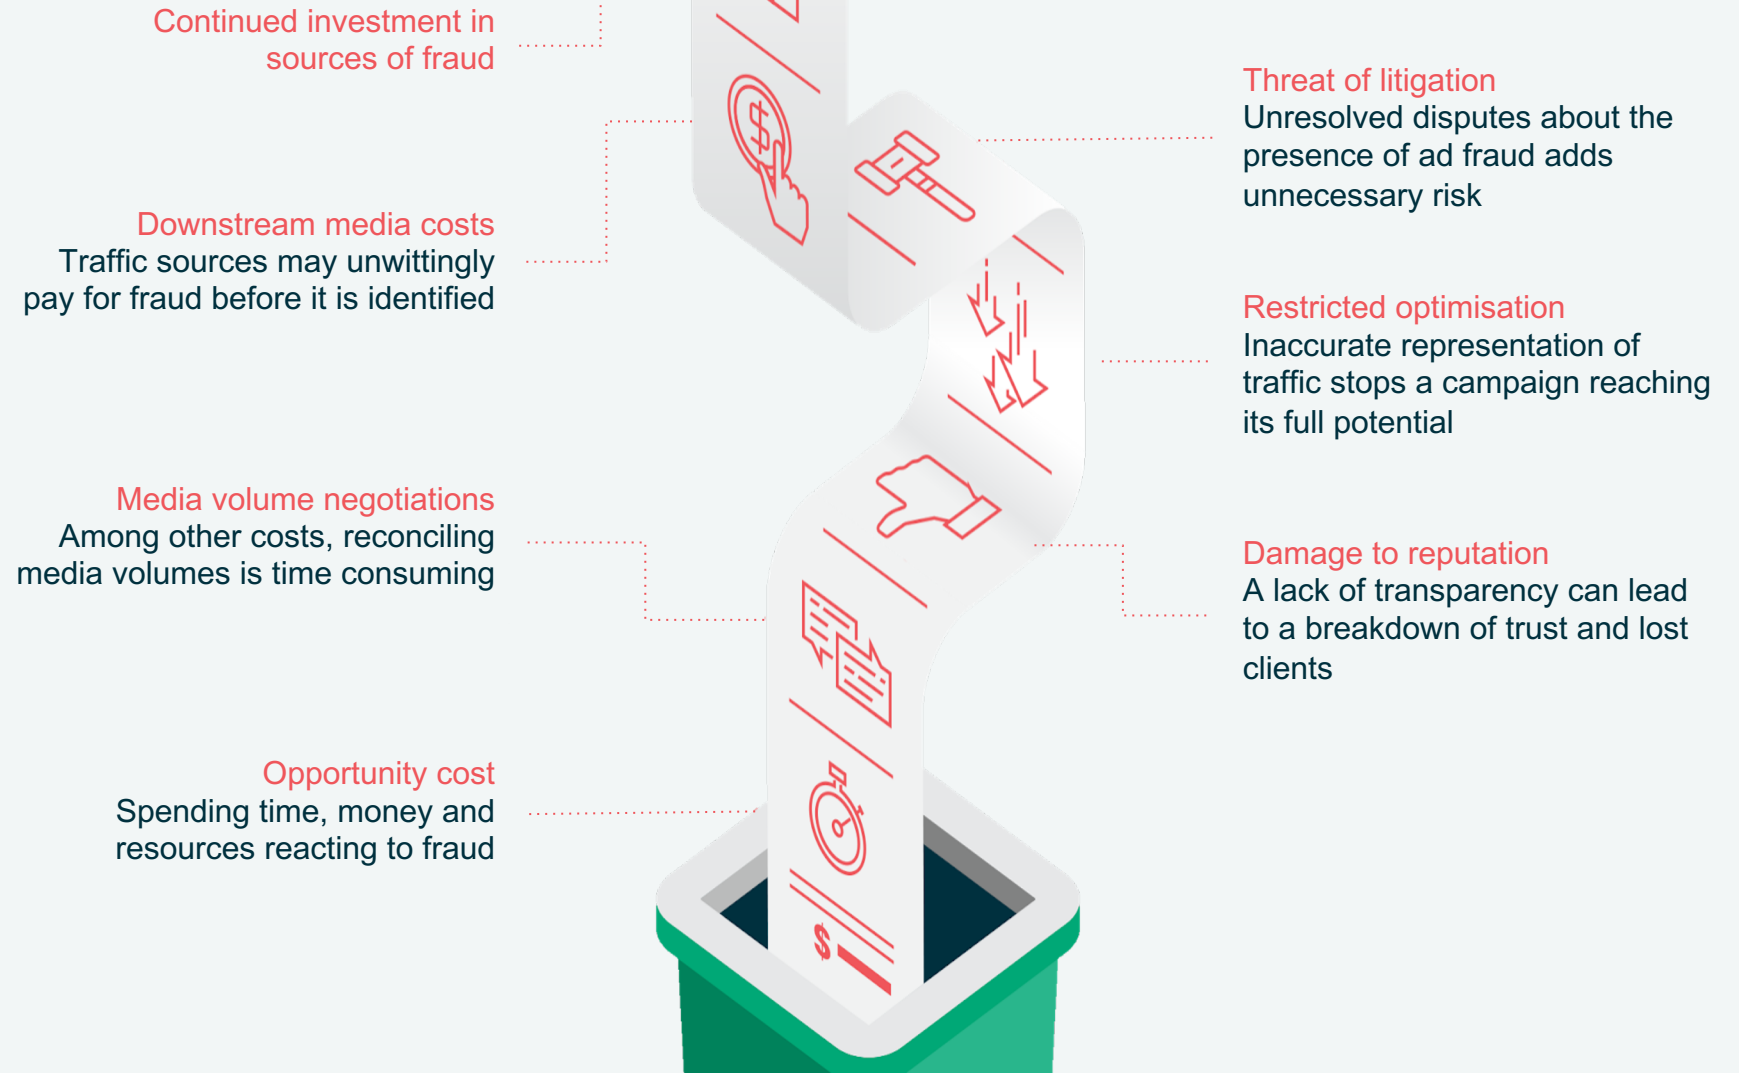 Continued investment in
sources of fraud
Downstream media costs
Traffic sources may unwittingly
pay for fraud before it is identified
Media volume negotiations
Among other costs, reconciling
media volumes is time consuming
Opportunity cost
Spending time, money and
resources reacting to fraud
Threat of litigation
Unresolved disputes about the
presence of ad fraud adds
unnecessary risk
Restricted optimisation
Inaccurate representation of
traffic stops a campaign reaching
its full potential
Damage to reputation
A lack of transparency can lead
to a breakdown of trust and lost
clients
$
$